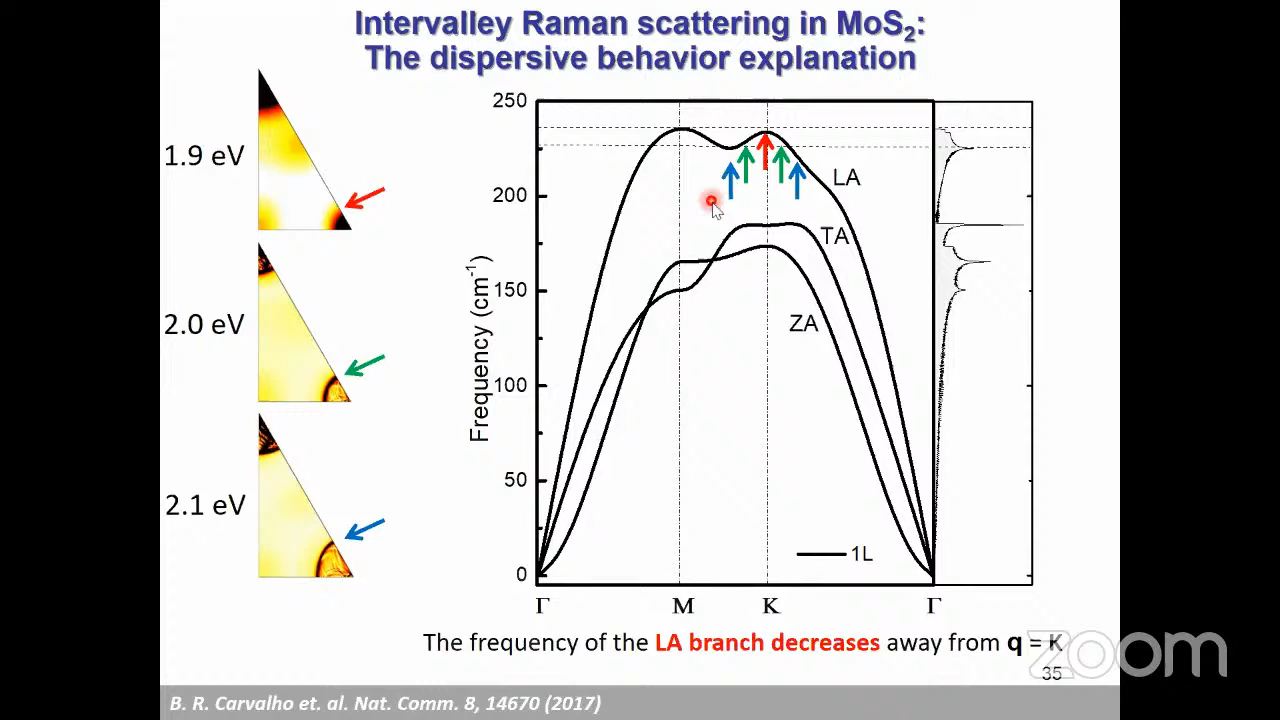 Intervalley Raman scattering in MoS₂:
The dispersive behavior explanation
1.9 eV
2.0 eV
2.1 eV
Frequency (cm⁻¹)
250
200
150
100
50
0
LA
TA
ZA
1L
Γ M K Γ
The frequency of the LA branch decreases away from q = K
zoom
35
B. R. Carvalho et. al. Nat. Comm. 8, 14670 (2017)